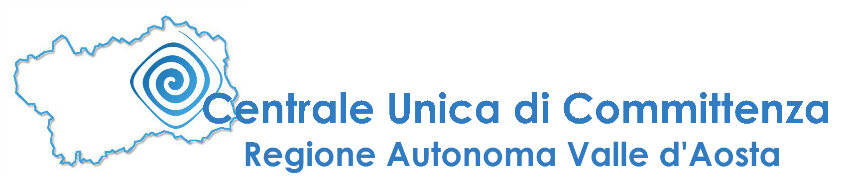 Centrale Unica di Committenza
Regione Autonoma Valle d'Aosta